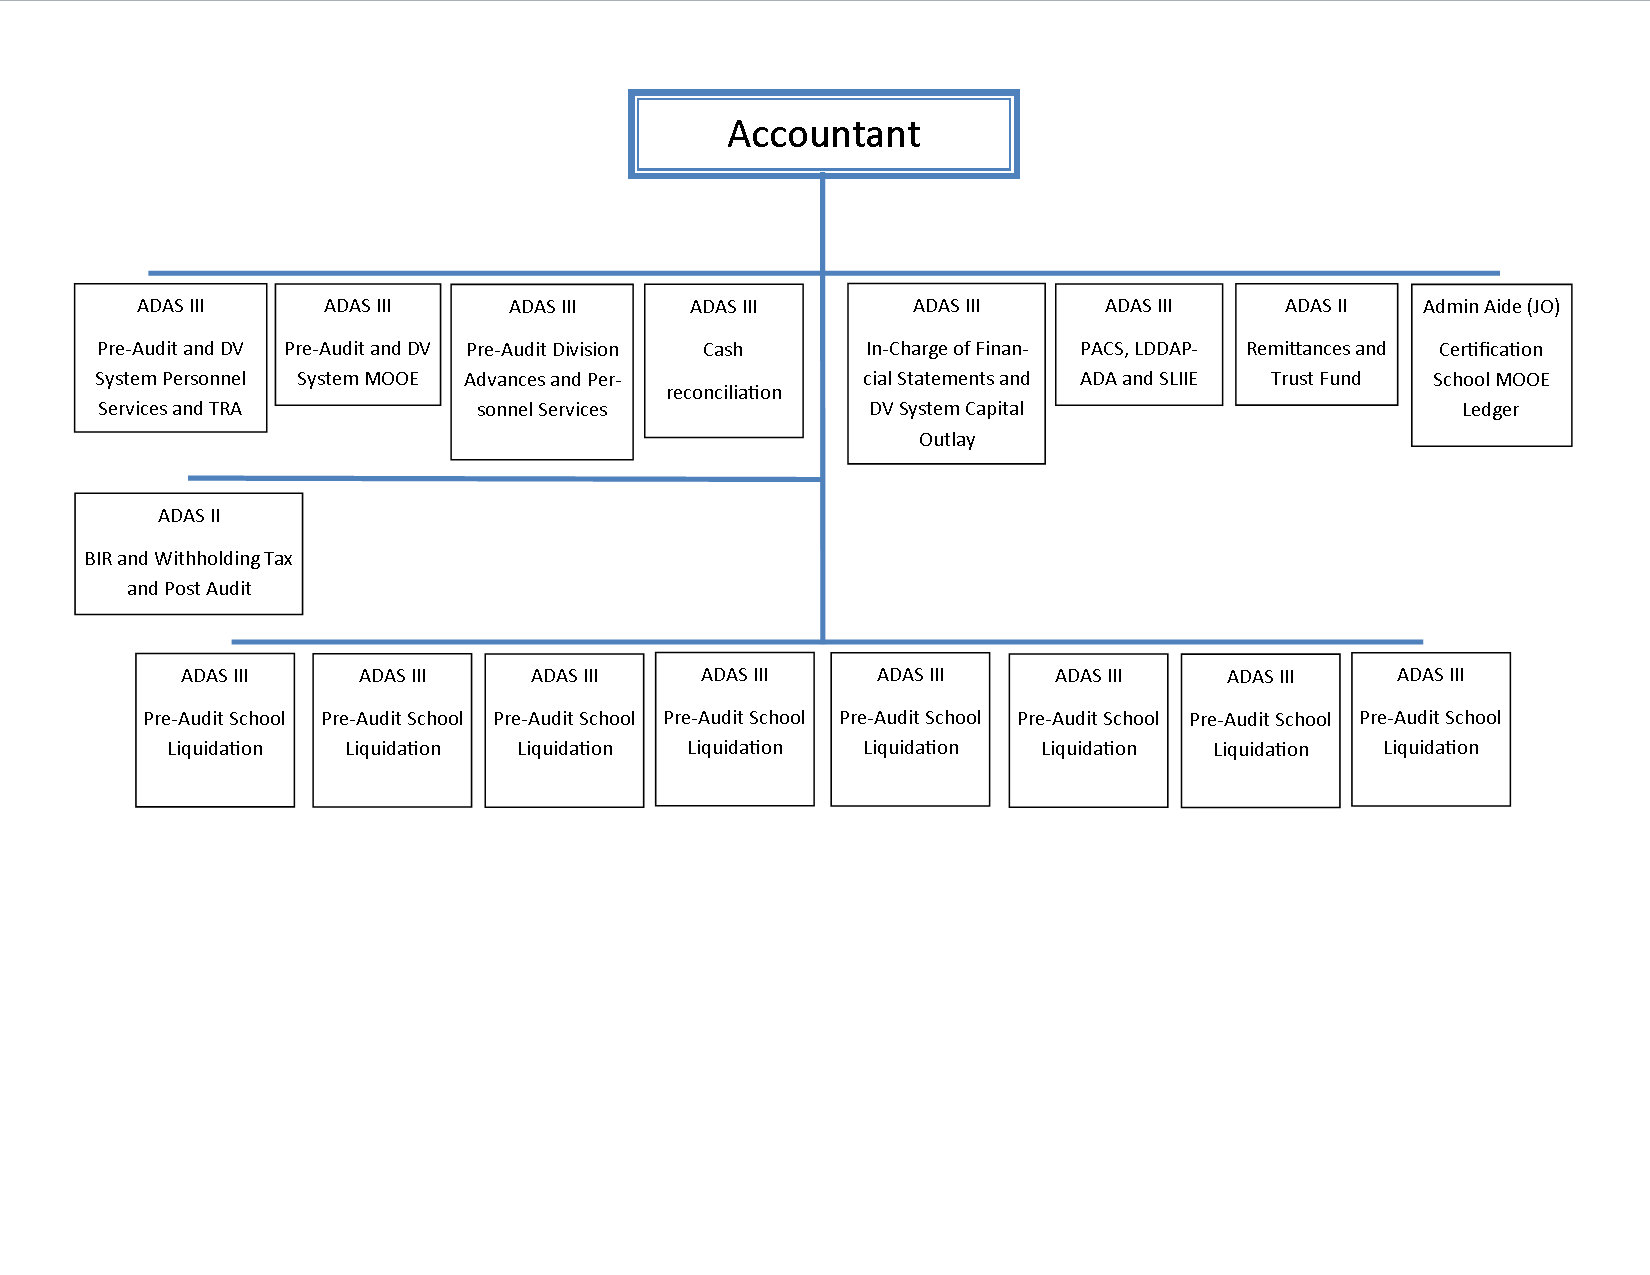 Accountant
ADAS III
Pre-Audit and DV
System Personnel
Services and TRA
ADAS III
Pre-Audit and DV
System MOOE
ADAS III
Pre-Audit Division
Advances and Per-
sonnel Services
ADAS III
Cash
reconciliation
ADAS III
In-Charge of Finan-
cial Statements and
DV System Capital
Outlay
ADAS III
PACS, LDDAP-
ADA and SLIIE
ADAS II
Remittances and
Trust Fund
Admin Aide (JO)
Certification
School MOOE
Ledger
ADAS II
BIR and Withholding Tax
and Post Audit
ADAS III
Pre-Audit School
Liquidation
ADAS III
Pre-Audit School
Liquidation
ADAS III
Pre-Audit School
Liquidation
ADAS III
Pre-Audit School
Liquidation
ADAS III
Pre-Audit School
Liquidation
ADAS III
Pre-Audit School
Liquidation
ADAS III
Pre-Audit School
Liquidation
ADAS III
Pre-Audit School
Liquidation